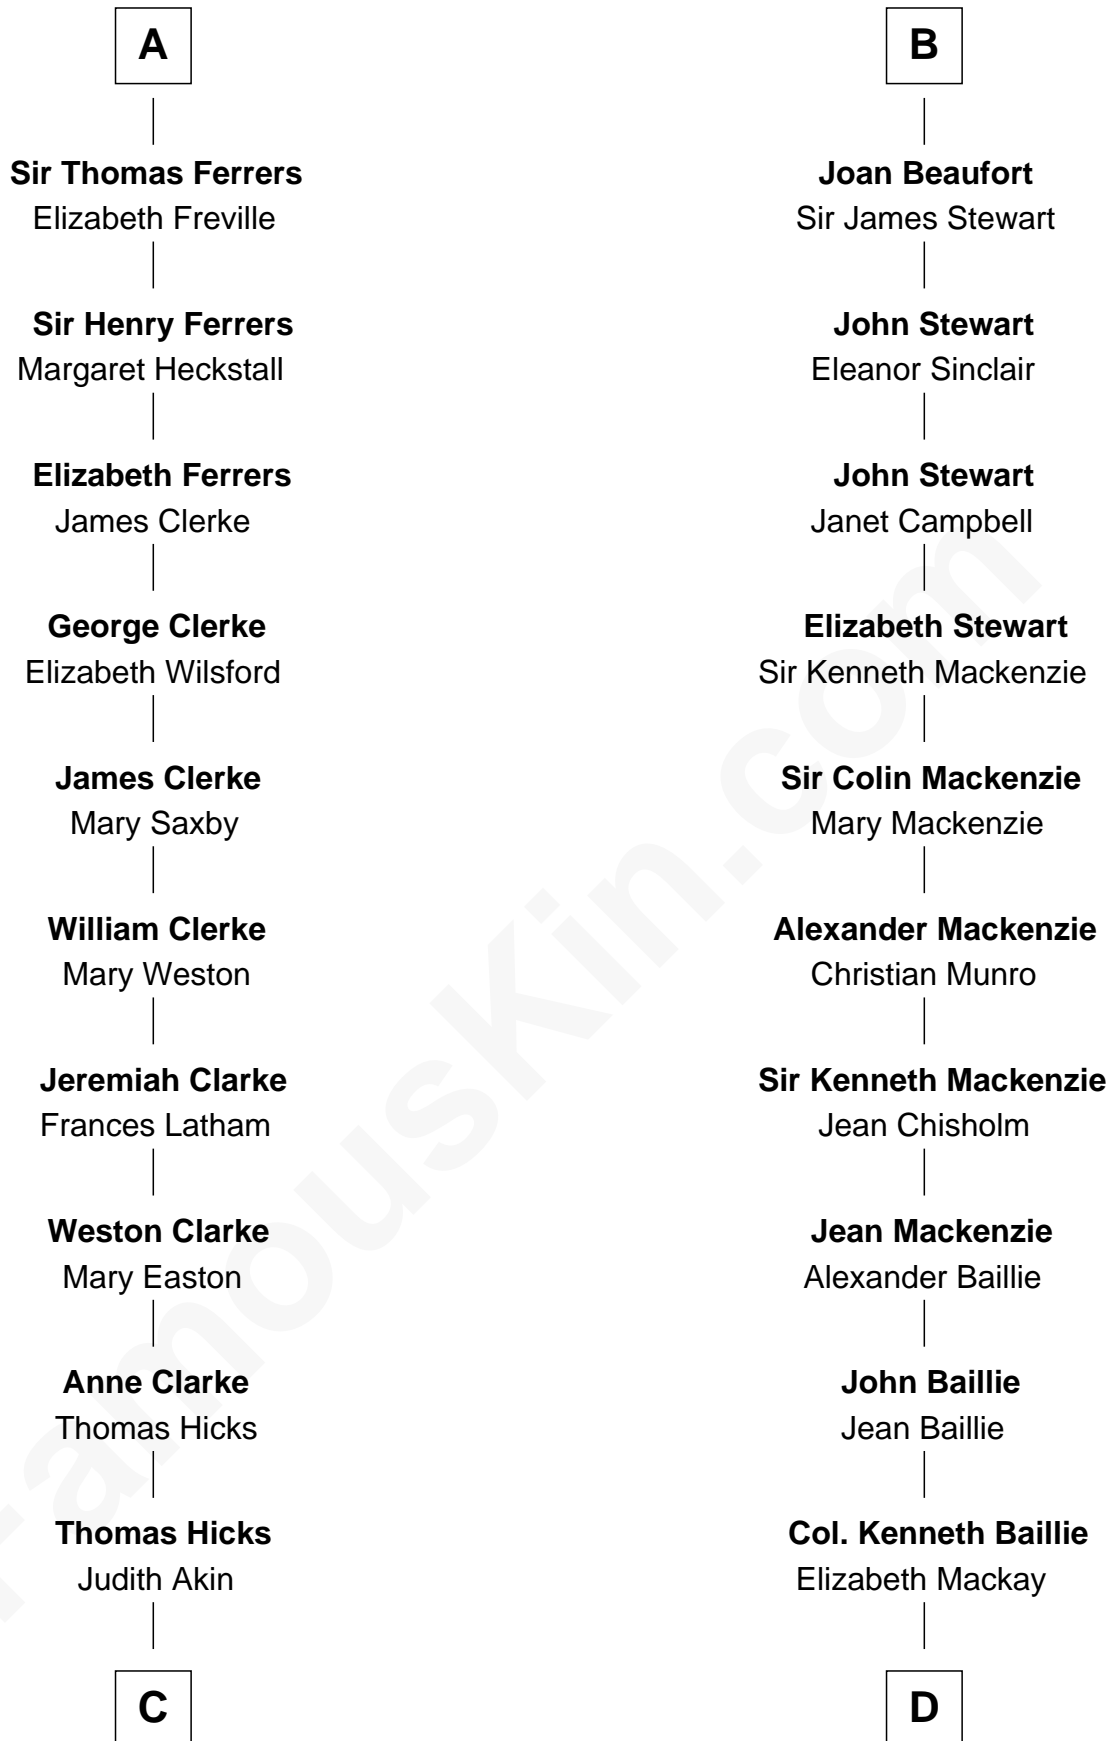 A
Sir Thomas Ferrers
Elizabeth Freville
Sir Henry Ferrers
Margaret Heckstall
Elizabeth Ferrers
James Clerke
George Clerke
Elizabeth Wilsford
James Clerke
Mary Saxby
William Clerke
Mary Weston
Jeremiah Clarke
Frances Latham
Weston Clarke
Mary Easton
Anne Clarke
Thomas Hicks
Thomas Hicks
Judith Akin
C
B
Joan Beaufort
Sir James Stewart
John Stewart
Eleanor Sinclair
John Stewart
Janet Campbell
Elizabeth Stewart
Sir Kenneth Mackenzie
Sir Colin Mackenzie
Mary Mackenzie
Alexander Mackenzie
Christian Munro
Sir Kenneth Mackenzie
Jean Chisholm
Jean Mackenzie
Alexander Baillie
John Baillie
Jean Baillie
Col. Kenneth Baillie
Elizabeth Mackay
D
FamousKin.com